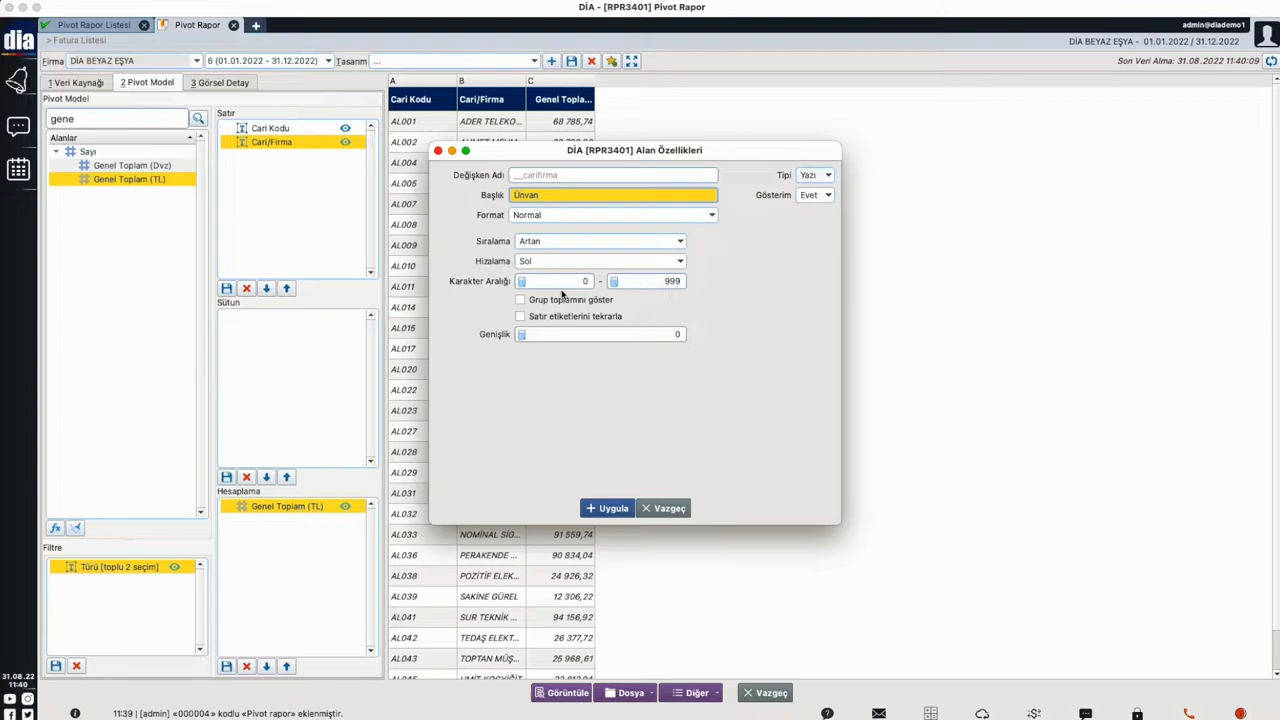 DİA - [RPR3401] Pivot Rapor
Pivot Rapor Listesi
Pivot Rapor
admin@diademo1
dia
> Fatura Listesi
DİA BEYAZ EŞYA - 01.01.2022 / 31.12.2022
Firma DİA BEYAZ EŞYA 6 (01.01.2022 - 31.12.2022) Tasarım ...
Son Veri Alma: 31.08.2022 11:40:09
1 Veri Kaynağı 2 Pivot Model 3 Görsel Detay
Pivot Model
gene
Alanlar
Sayı
Genel Toplam (Dvz)
Genel Toplam (TL)
Filtre
Türü [toplu 2 seçim]
Satır
Cari Kodu
Cari/Firma
Sütun
Hesaplama
Genel Toplam (TL)
A B C
Cari Kodu Cari/Firma Genel Topla...
AL001 ADER TELEKO... 68 785,74
AL002
AL004
AL005
AL007
AL008
AL009
AL010
AL011
AL014
AL015
AL017
AL020
AL022
AL023
AL027
AL028
AL029
AL031
AL032
AL033 NOMİNAL SİG... 91 559,74
AL036 PERAKENDE ... 90 834,04
AL038 POZİTİF ELEK... 24 926,32
AL039 SAKİNE GÜREL 12 306,22
AL041 SUR TEKNİK ... 94 156,92
AL042 TEDAŞ ELEKT... 26 377,72
AL043 TOPTAN MÜŞ... 25 968,61
DİA [RPR3401] Alan Özellikleri
Değişken Adı __carifirma Tipi Yazı
Başlık Ünvan Gösterim Evet
Format Normal
Sıralama Artan
Hizalama Sol
Karakter Aralığı 0 - 999
Grup toplamını göster
Satır etiketlerini tekrarla
Genişlik 0
Uygula Vazgeç
Görüntüle Dosya Diğer Vazgeç
31.08.22
11:40
11:39 | [admin] «000004» kodlu «Pivot rapor» eklenmiştir.